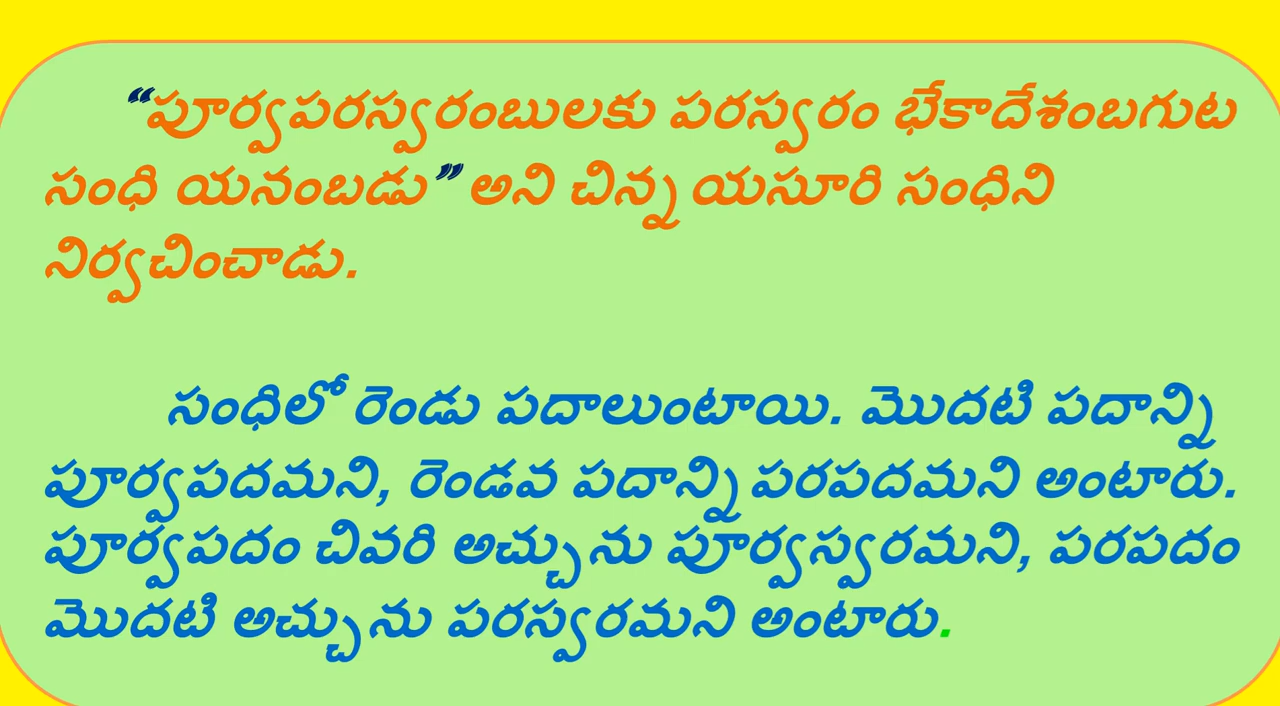 “పూర్వపరస్వరంబులకు పరస్వరం భేకాదేశంబగుట
సంధి యనంబడు” అని చిన్న యసూరి సంధిని
నిర్వచించాడు.
సంధిలో రెండు పదాలుంటాయి. మొదటి పదాన్ని
పూర్వపదమని, రెండవ పదాన్ని పరపదమని అంటారు.
పూర్వపదం చివరి అచ్చును పూర్వస్వరమని, పరపదం
మొదటి అచ్చును పరస్వరమని అంటారు.